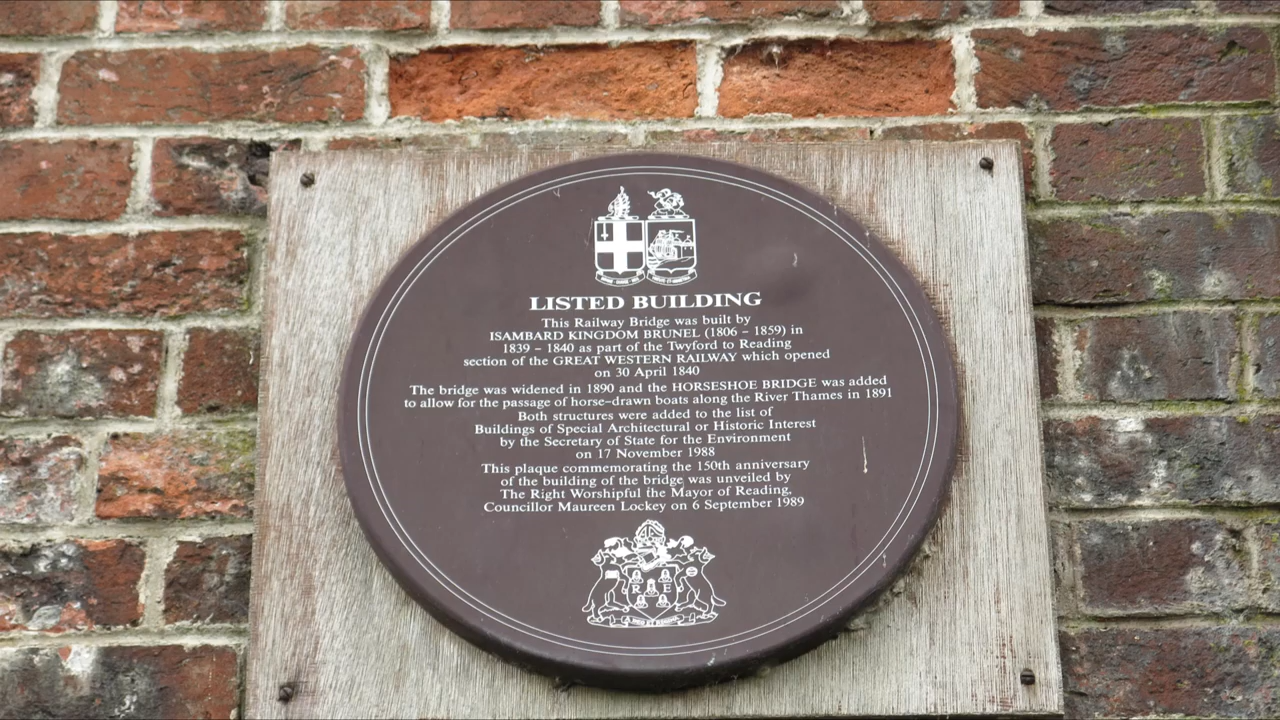 LISTED BUILDING
This Railway Bridge was built by
ISAMBARD KINGDOM BRUNEL (1806 – 1859) in
1839 – 1840 as part of the Twyford to Reading
section of the GREAT WESTERN RAILWAY which opened
on 30 April 1840
The bridge was widened in 1890 and the HORSESHOE BRIDGE was added
to allow for the passage of horse–drawn boats along the River Thames in 1891
Both structures were added to the list of
Buildings of Special Architectural or Historic Interest
by the Secretary of State for the Environment
on 17 November 1988
This plaque commemorating the 150th anniversary
of the building of the bridge was unveiled by
The Right Worshipful the Mayor of Reading,
Councillor Maureen Lockey on 6 September 1989
R E